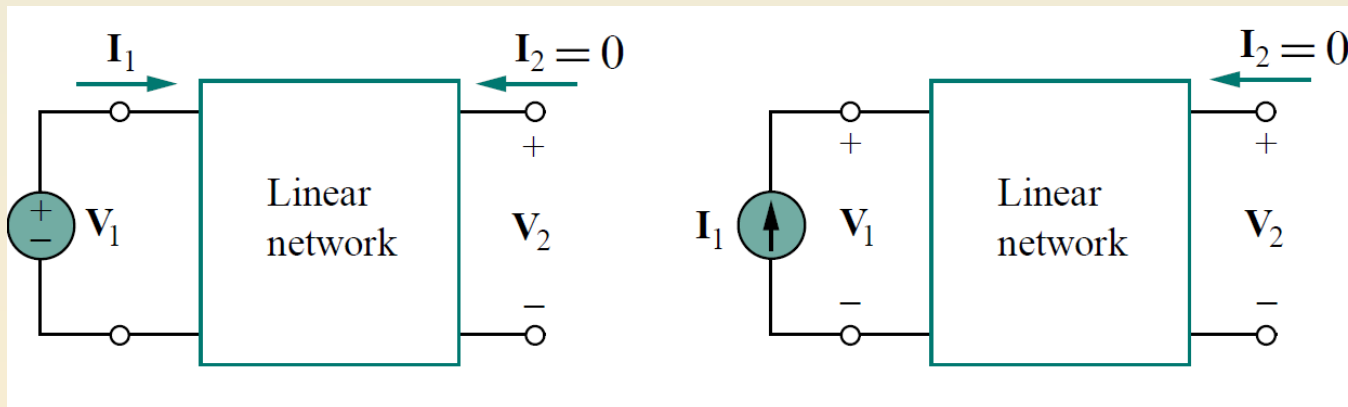 I₁
I₂ = 0
+
−
V₁
Linear
network
+
V₂
−
I₂ = 0
I₁
+
V₁
−
Linear
network
+
V₂
−